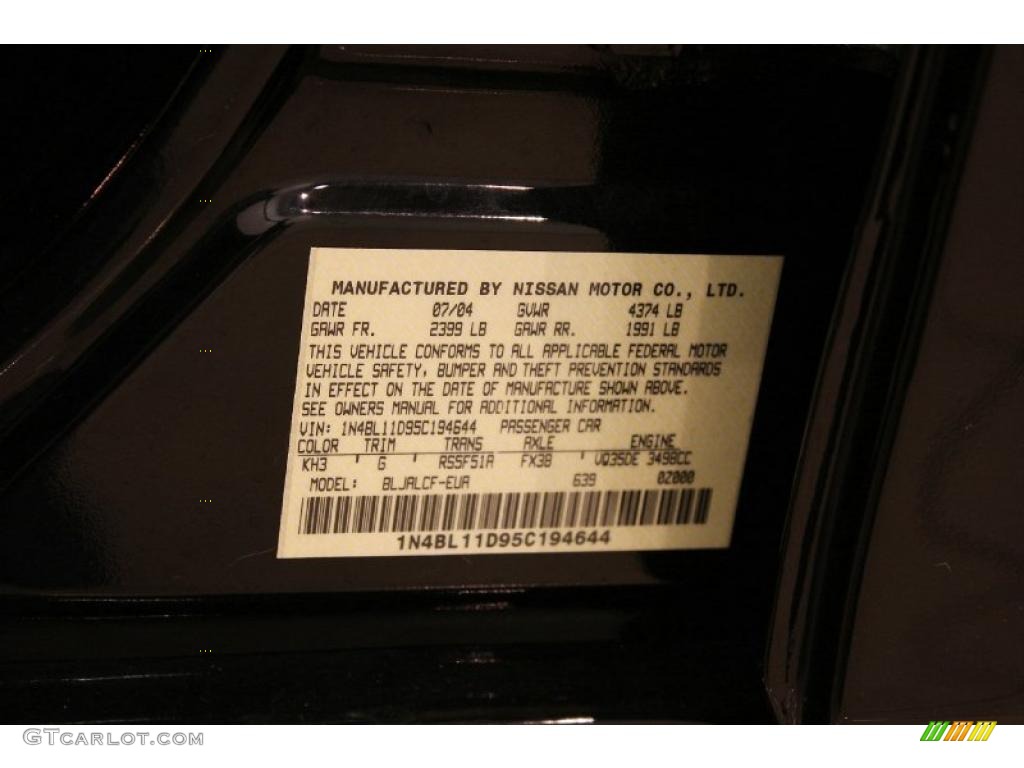 MANUFACTURED BY NISSAN MOTOR CO., LTD.
DATE 07/04 GVWR 4374 LB
GAWR FR. 2399 LB GAWR RR. 1991 LB
THIS VEHICLE CONFORMS TO ALL APPLICABLE FEDERAL MOTOR
VEHICLE SAFETY, BUMPER AND THEFT PREVENTION STANDARDS
IN EFFECT ON THE DATE OF MANUFACTURE SHOWN ABOVE.
SEE OWNERS MANUAL FOR ADDITIONAL INFORMATION.
VIN: 1N4BL11D95C194644 PASSENGER CAR
COLOR TRIM TRANS AXLE ENGINE
KH3 ' G ' RS5F51A FX38 ' VQ35DE 3498CC
MODEL: BLJALCF-EUA 639 0Z000
1N4BL11D95C194644
GTCARLOT.COM